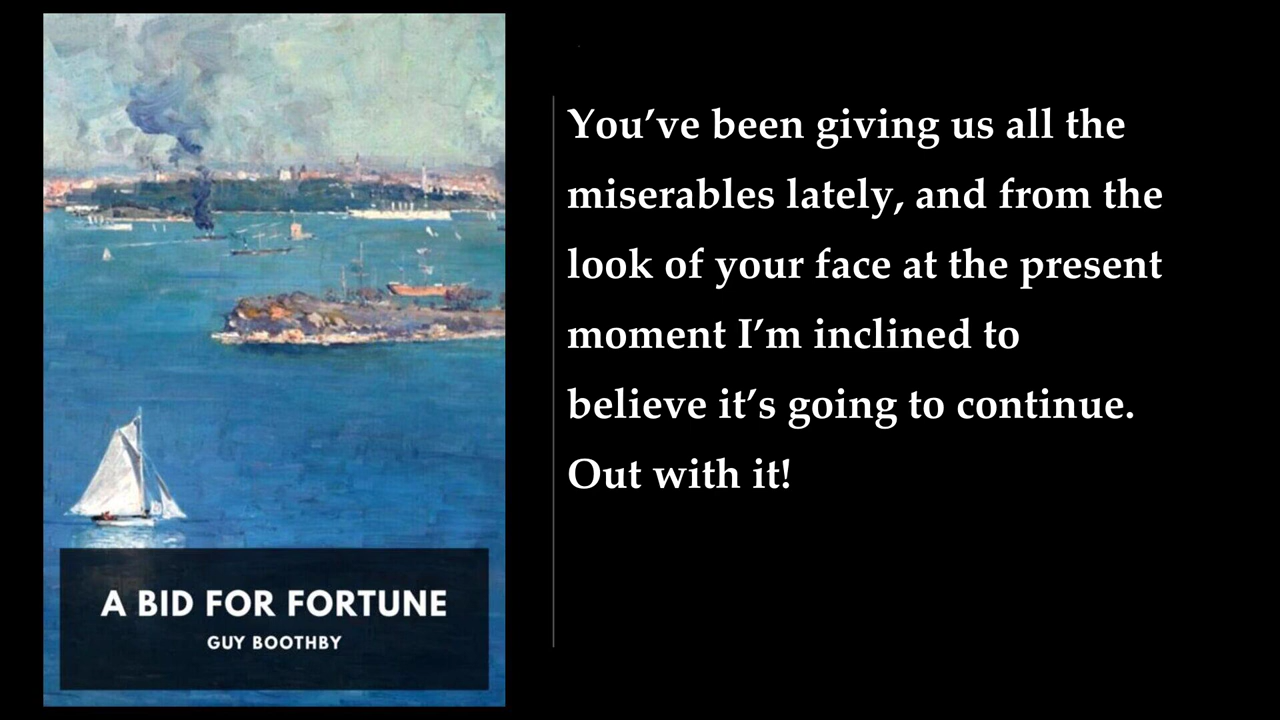 A BID FOR FORTUNE
GUY BOOTHBY
You’ve been giving us all the
miserables lately, and from the
look of your face at the present
moment I’m inclined to
believe it’s going to continue.
Out with it!